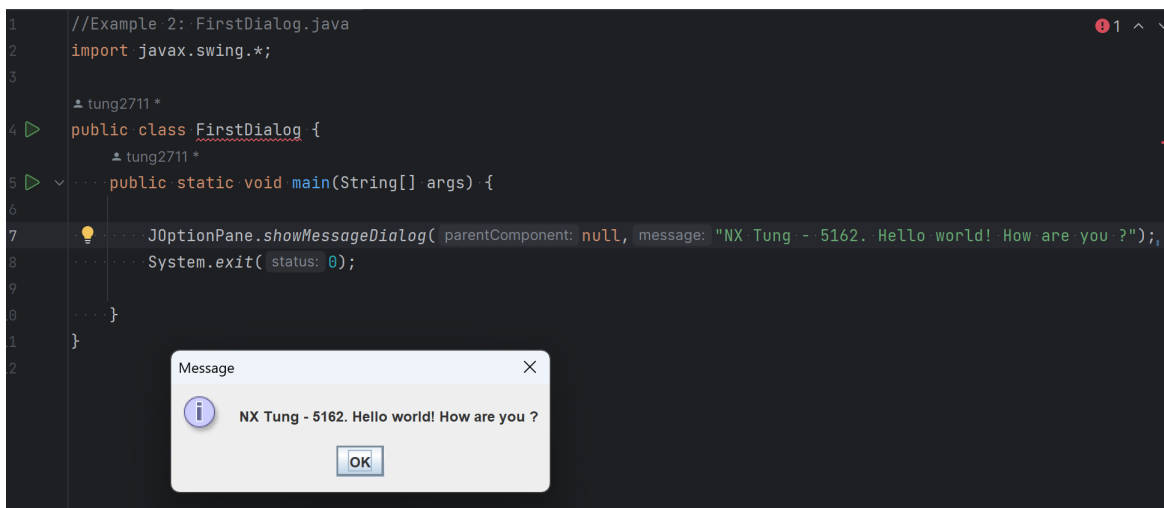 1 //Example 2: FirstDialog.java
1
2 import javax.swing.*;
3
tung2711 *
4 public class FirstDialog {
tung2711 *
5 public static void main(String[] args) {
6
7 JOptionPane.showMessageDialog( parentComponent: null, message: "NX Tung - 5162. Hello world! How are you ?");
8 System.exit( status: 0);
9
0 }
1 }
2
Message
NX Tung - 5162. Hello world! How are you ?
OK